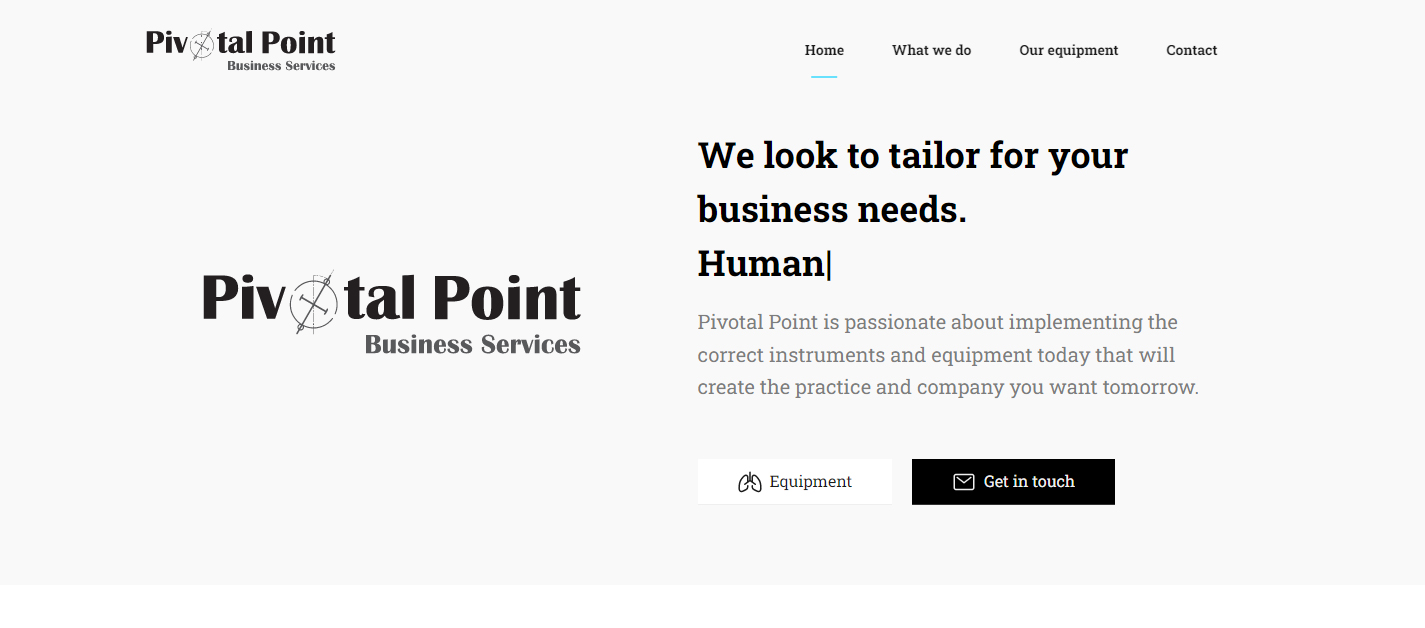 Pivotal Point
Business Services
Home
What we do
Our equipment
Contact
We look to tailor for your
business needs.
Human|
Pivotal Point
Business Services
Pivotal Point is passionate about implementing the
correct instruments and equipment today that will
create the practice and company you want tomorrow.
Equipment
Get in touch